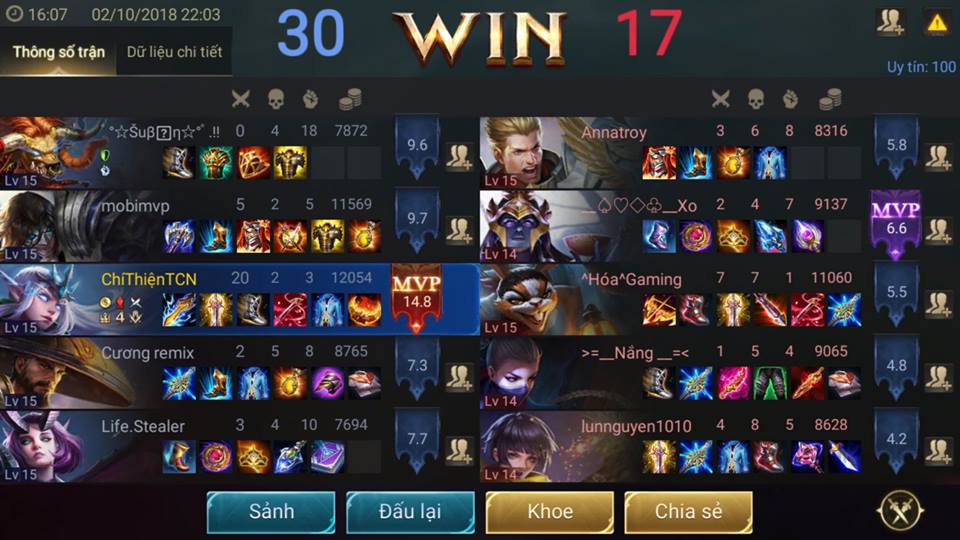 16:07 02/10/2018 22:03
30 WIN 17
Thông số trận Dữ liệu chi tiết
Uy tín: 100
0 4 18 7872
9.6
Lv 15
Annatroy 3 6 8 8316
5.8
Lv 15
mobimvp 5 2 5 11569
9.7
Lv 15
__♤♡◇♧__Xo 2 4 7 9137
MVP
6.6
Lv 14
ChíThiệnTCN 20 2 3 12054
MVP
14.8
4
Lv 15
^Hóa^Gaming 7 7 1 11060
5.5
Lv 15
Cương remix 2 5 8 8765
7.3
Lv 15
>=__Nắng __=< 1 5 4 9065
4.8
Lv 14
Life.Stealer 3 4 10 7694
7.7
Lv 15
lunnguyen1010 4 8 5 8628
4.2
Lv 14
Sảnh Đấu lại Khoe Chia sẻ